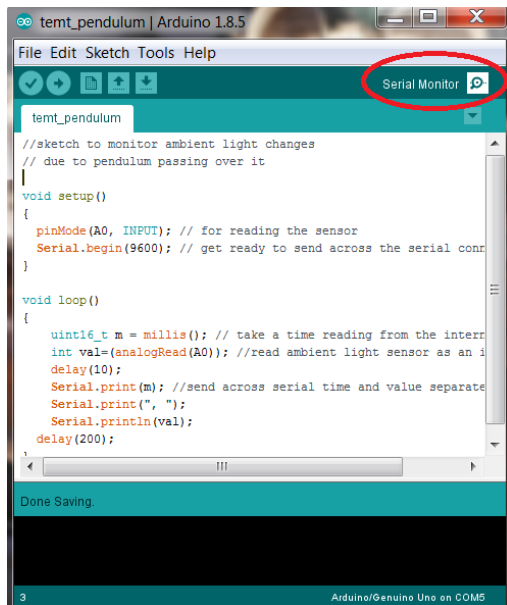 temt_pendulum | Arduino 1.8.5
File Edit Sketch Tools Help
Serial Monitor
temt_pendulum
//sketch to monitor ambient light changes
// due to pendulum passing over it
void setup()
{
pinMode(A0, INPUT); // for reading the sensor
Serial.begin(9600); // get ready to send across the serial
}
void loop()
{
uint16_t m = millis(); // take a time reading from the
int val=(analogRead(A0)); //read ambient light sensor as an
delay(10);
Serial.print(m); //send across serial time and value
Serial.print(", ");
Serial.println(val);
delay(200);
Done Saving.
3 Arduino/Genuino Uno on COM5